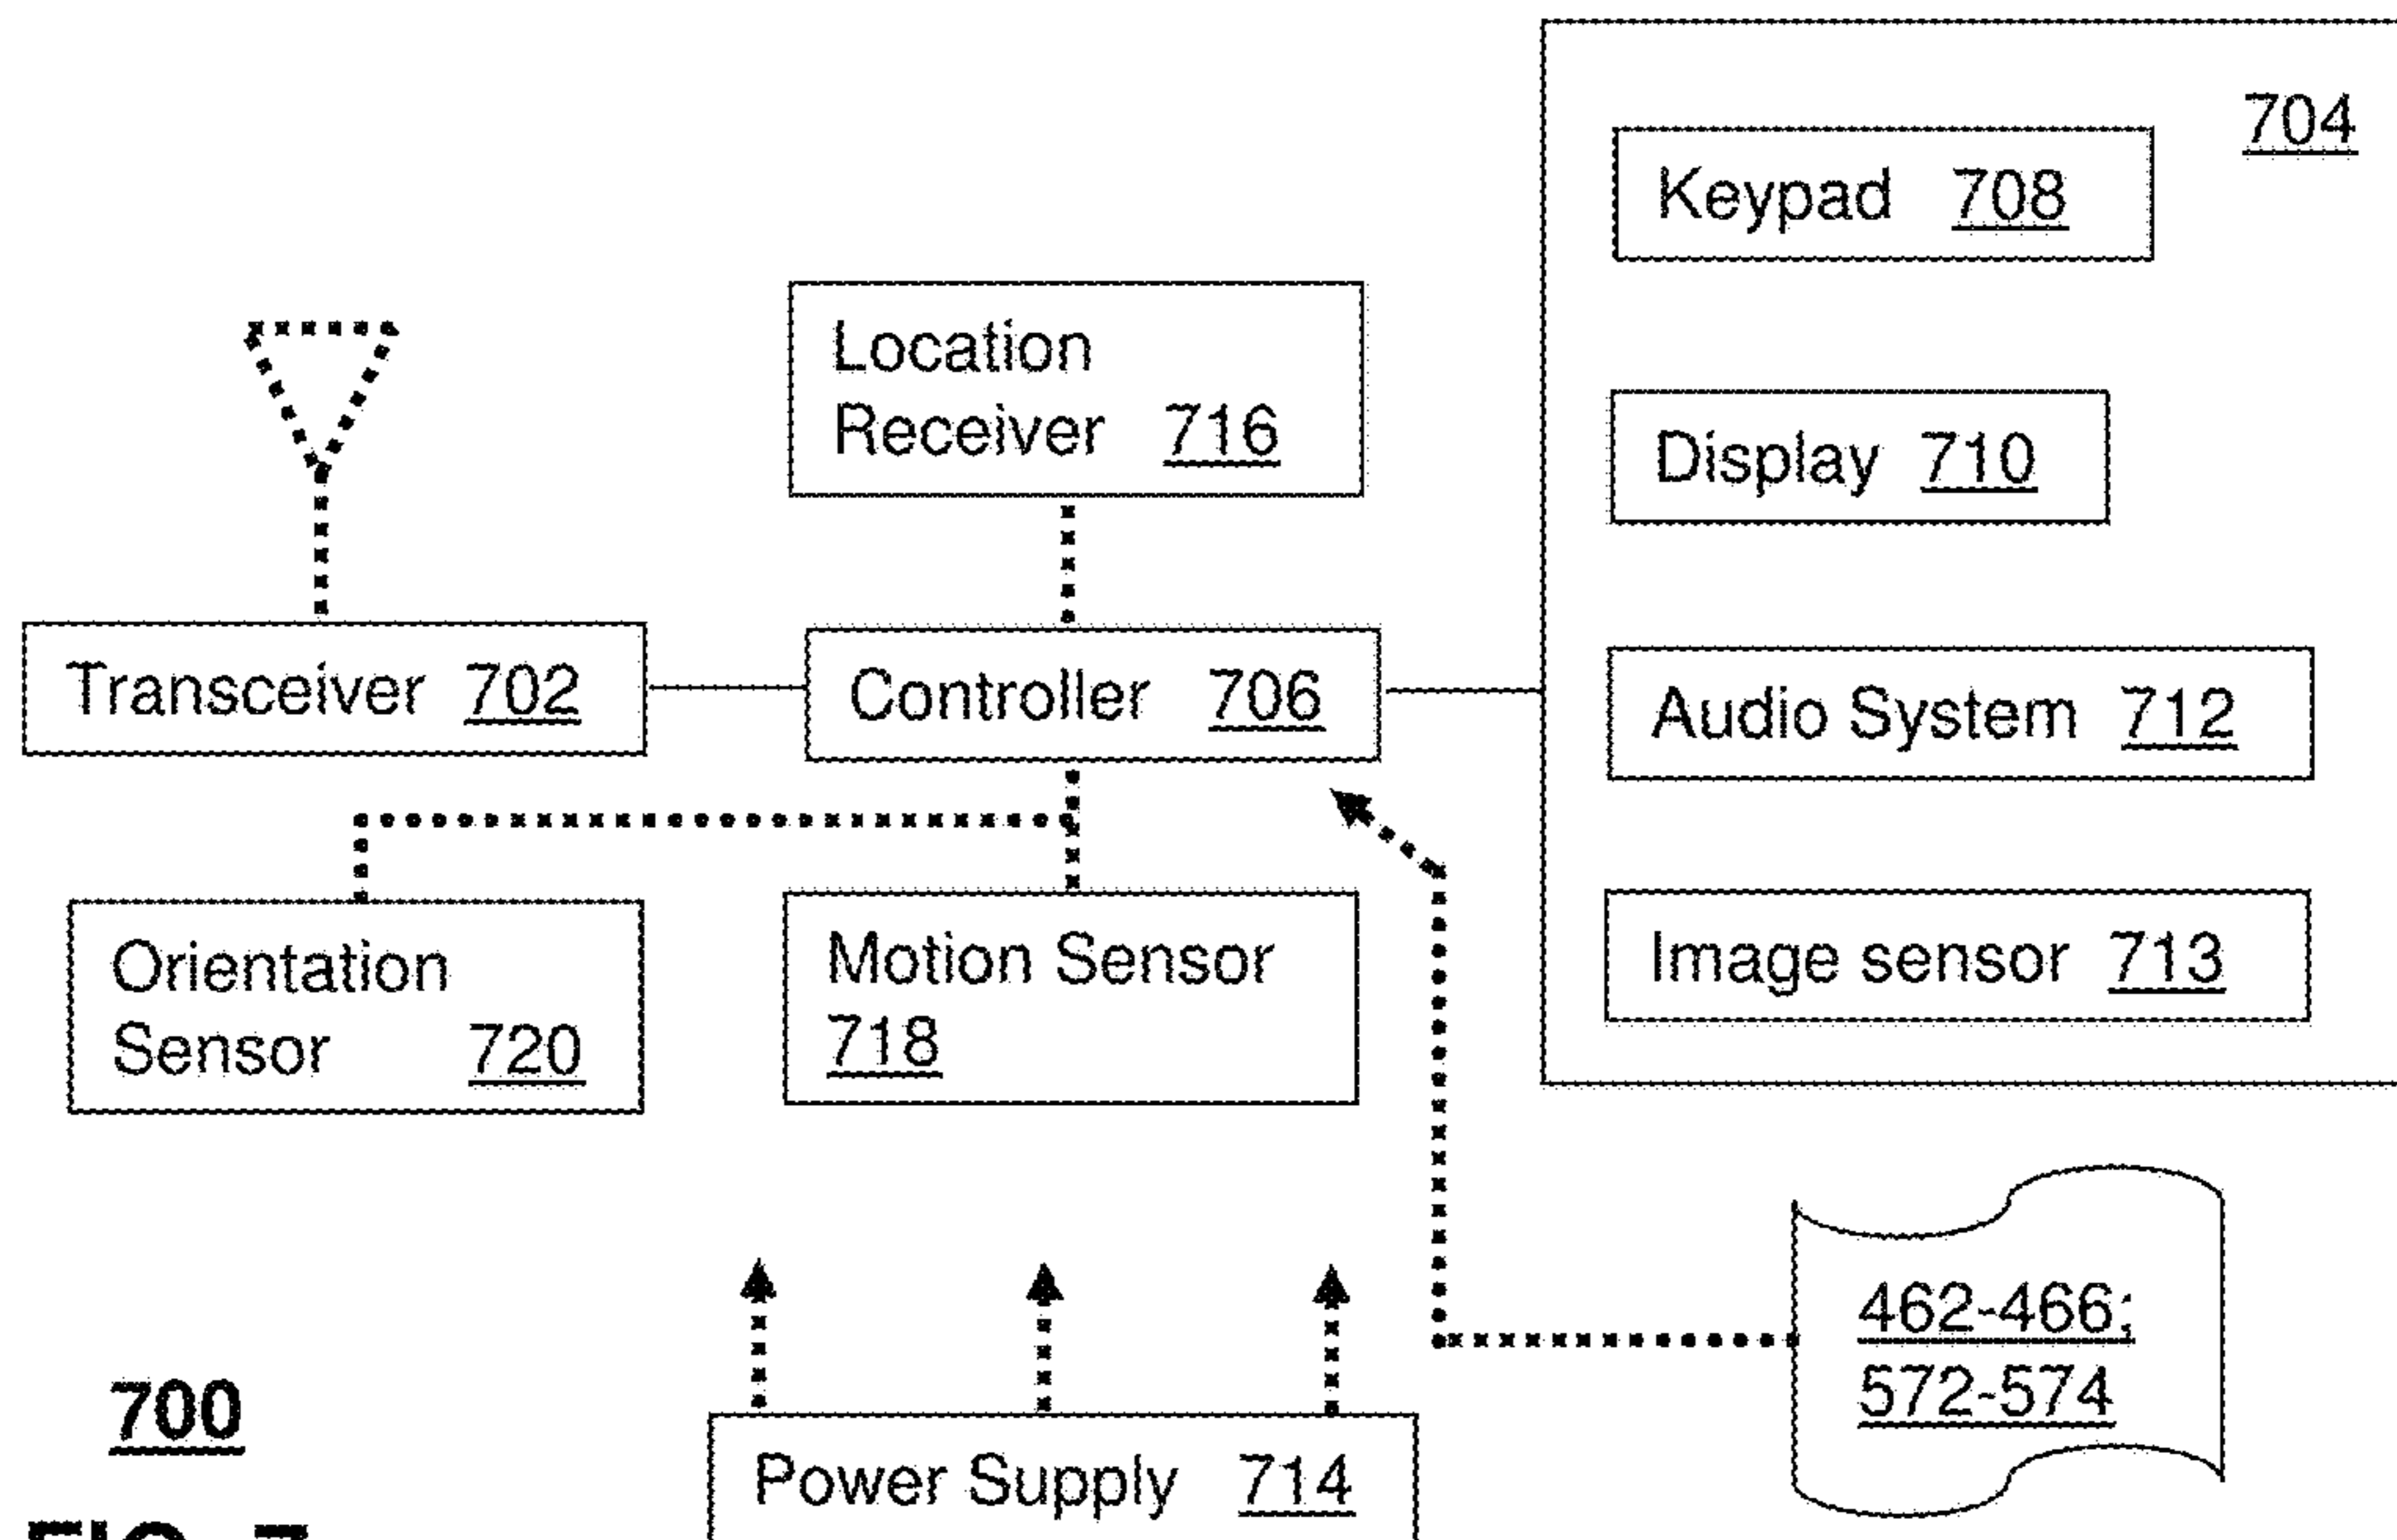 704
Keypad 708
Location
Receiver 716
Display 710
Transceiver 702
Controller 706
Audio System 712
Orientation
Sensor 720
Motion Sensor
718
Image sensor 713
462-466;
572-574
700
Power Supply 714